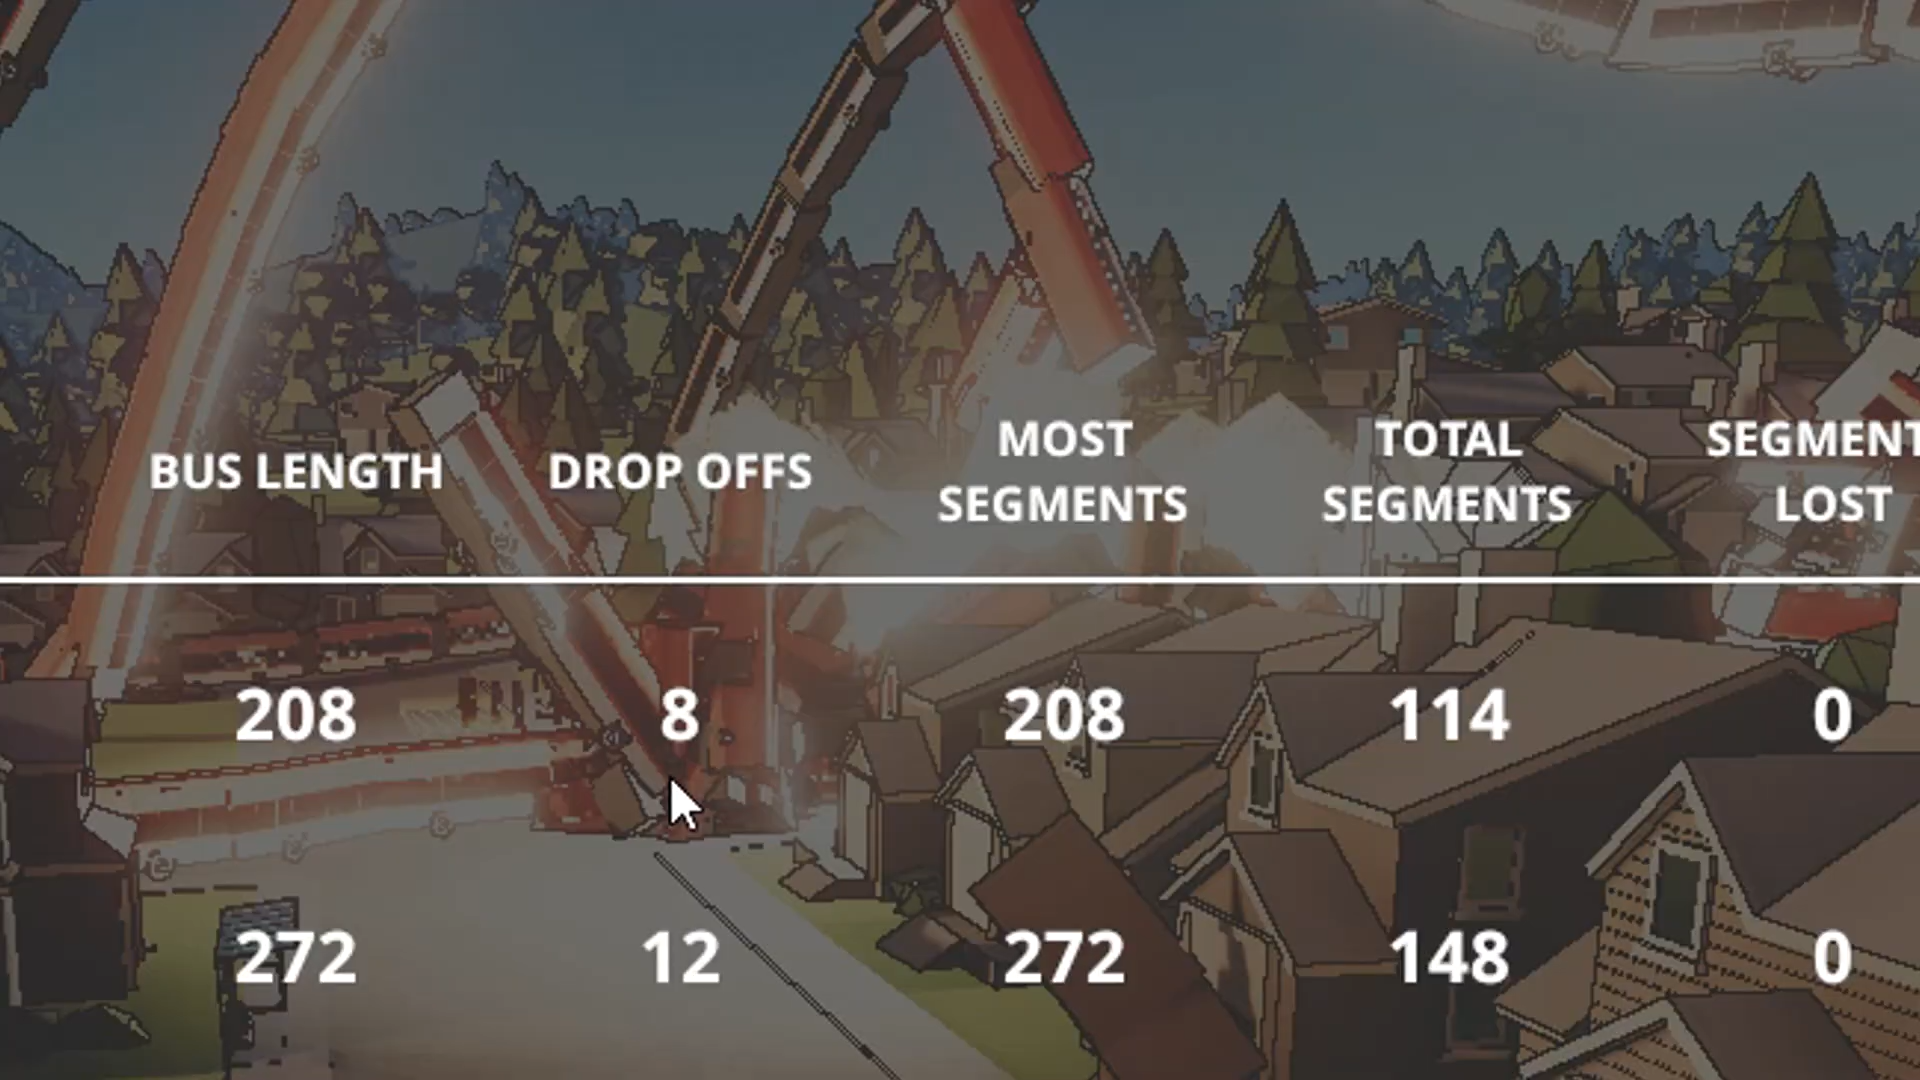 BUS LENGTH DROP OFFS MOST SEGMENTS TOTAL SEGMENTS SEGMENT LOST
208 8 208 114 0
272 12 272 148 0